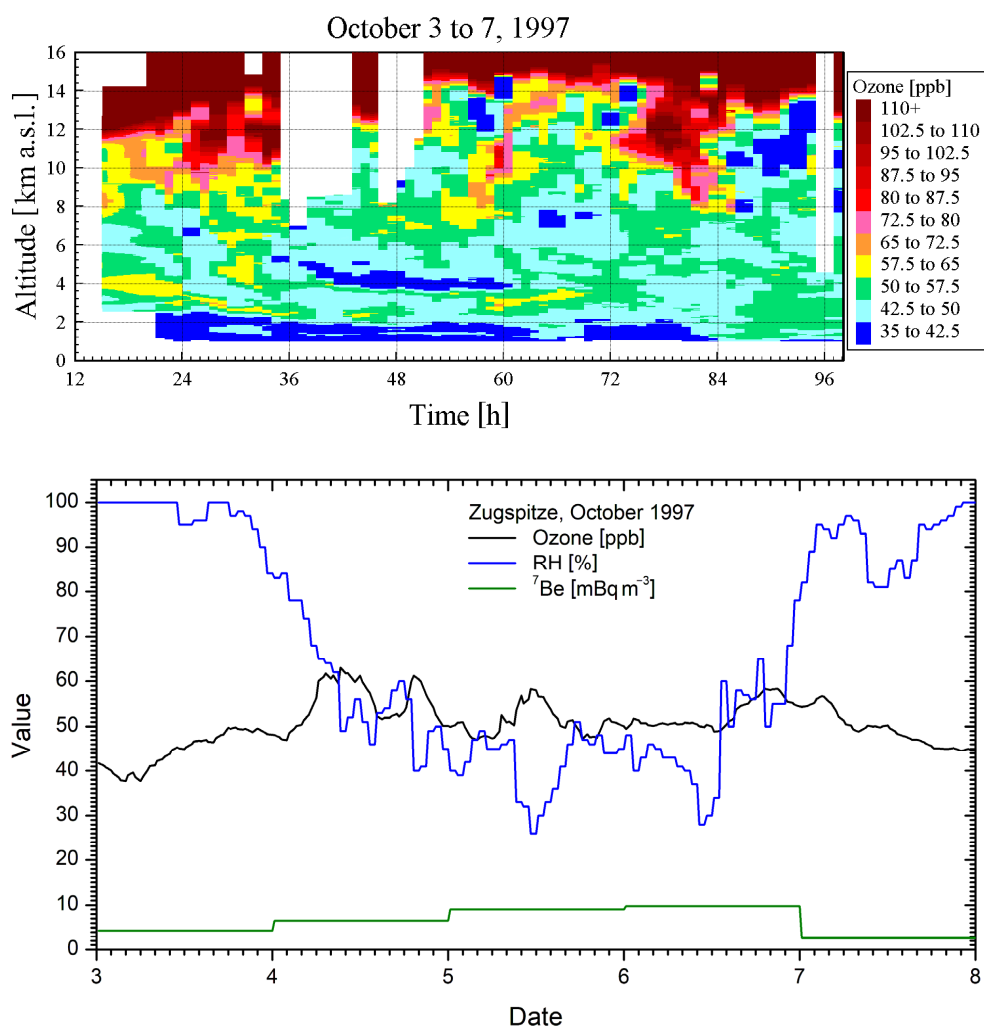 October 3 to 7, 1997
Altitude [km a.s.l.]
16
14
12
10
8
6
4
2
0
12 24 36 48 60 72 84 96
Time [h]
Ozone [ppb]
110+
102.5 to 110
95 to 102.5
87.5 to 95
80 to 87.5
72.5 to 80
65 to 72.5
57.5 to 65
50 to 57.5
42.5 to 50
35 to 42.5
Zugspitze, October 1997
Ozone [ppb]
RH [%]
⁷Be [mBq m⁻³]
Value
100
90
80
70
60
50
40
30
20
10
0
3 4 5 6 7 8
Date